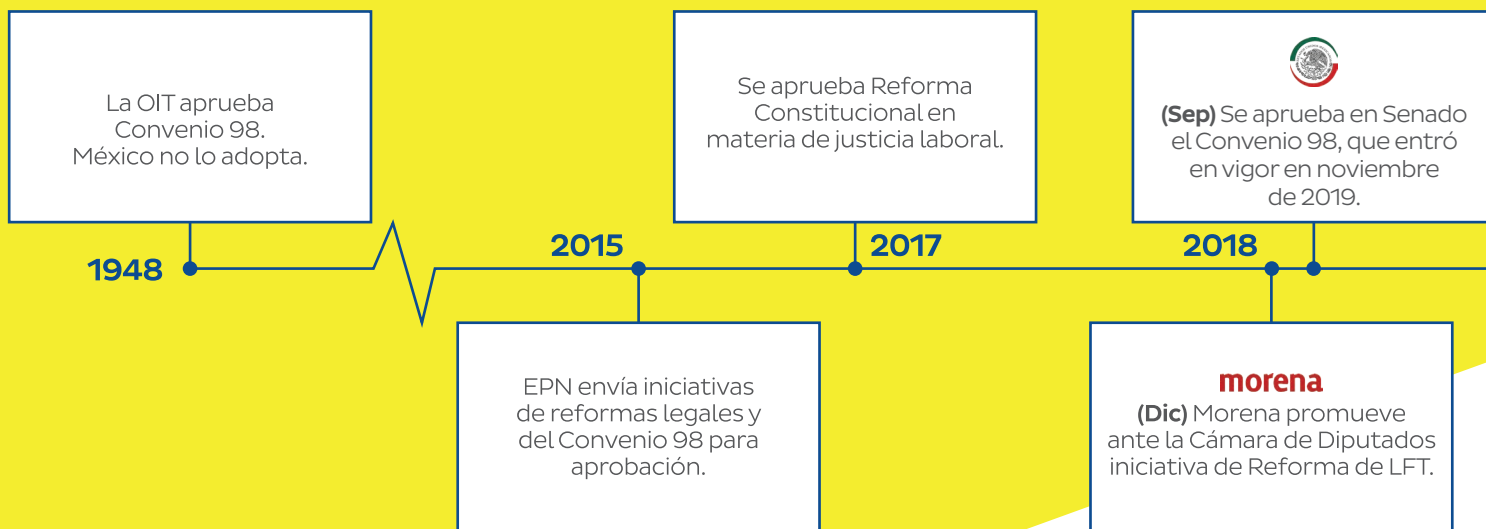 La OIT aprueba
Convenio 98.
México no lo adopta.
1948
2015
EPN envía iniciativas
de reformas legales y
del Convenio 98 para
aprobación.
Se aprueba Reforma
Constitucional en
materia de justicia laboral.
2017
(Sep) Se aprueba en Senado
el Convenio 98, que entró
en vigor en noviembre
de 2019.
2018
morena
(Dic) Morena promueve
ante la Cámara de Diputados
iniciativa de Reforma de LFT.